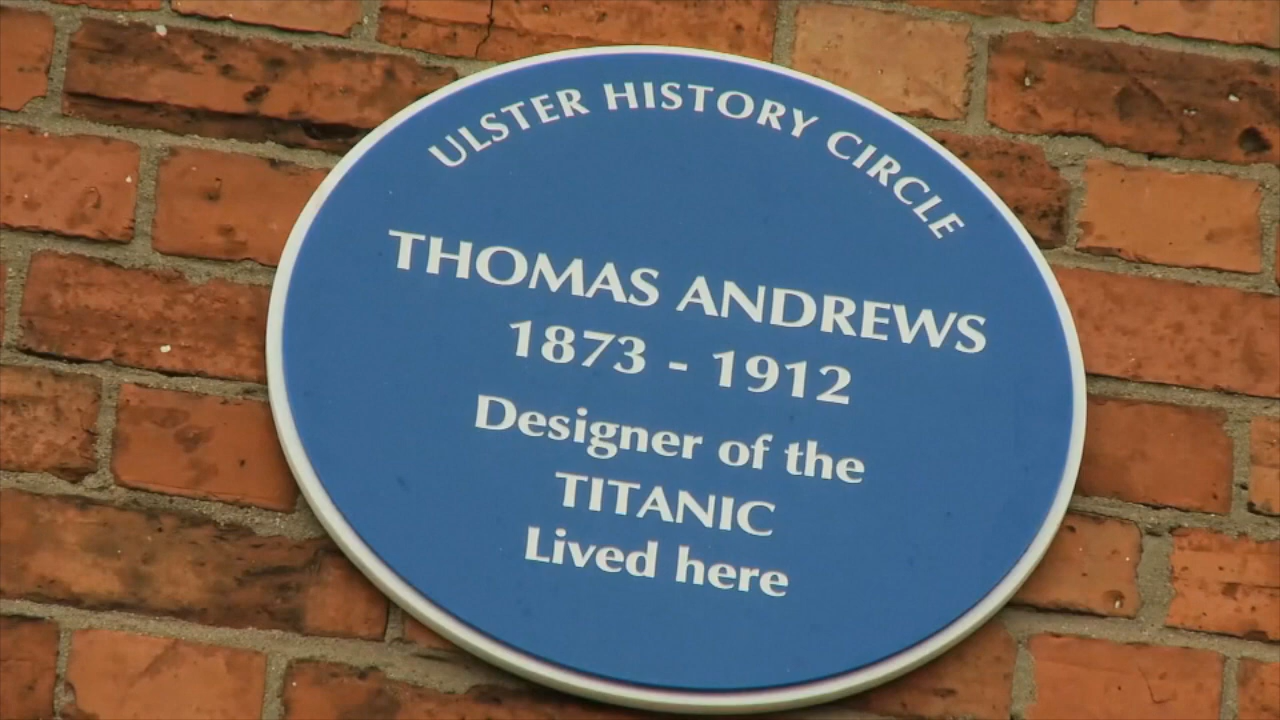 ULSTER HISTORY CIRCLE
THOMAS ANDREWS
1873 - 1912
Designer of the
TITANIC
Lived here